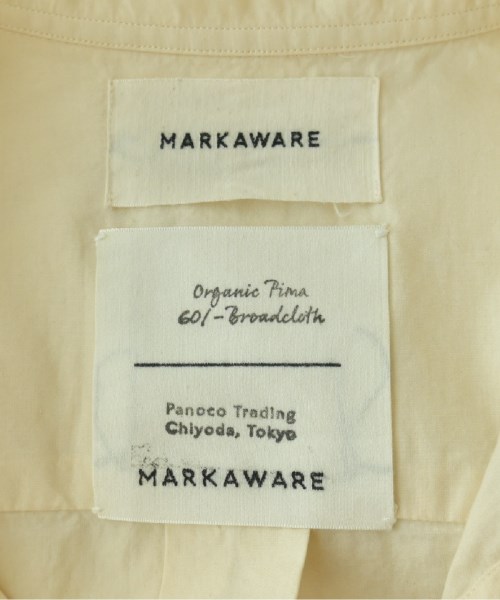 MARKAWARE
Organic Pima
60/-Broadcloth
Panoco Trading
Chiyoda, Tokyo
MARKAWARE